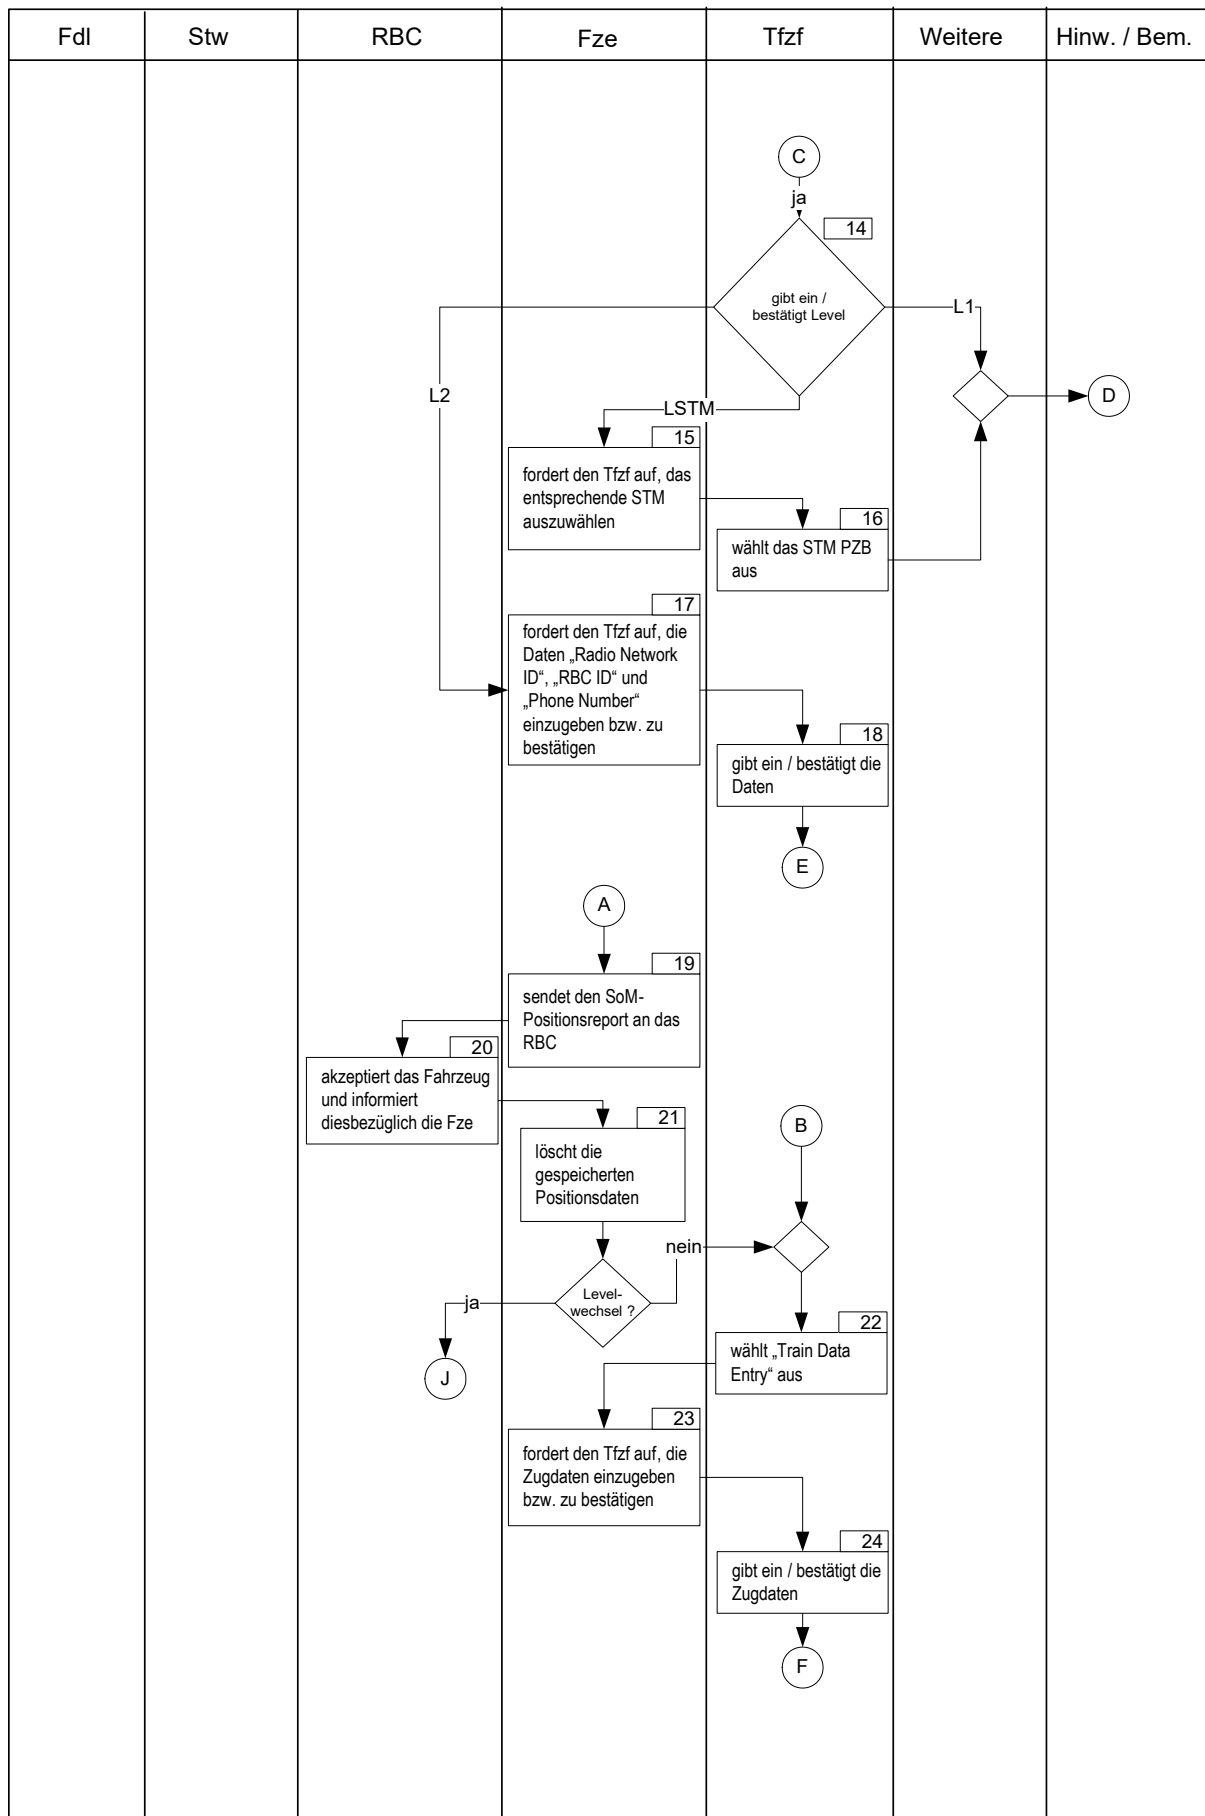 Fdl
Stw
RBC
Fze
Tfzf
Weitere
Hinw. / Bem.
C
ja
14
gibt ein /
bestätigt Level
L1
L2
D
LSTM
15
fordert den Tfzf auf, das
entsprechende STM
auszuwählen
16
wählt das STM PZB
aus
17
fordert den Tfzf auf, die
Daten „Radio Network
ID“, „RBC ID“ und
„Phone Number“
einzugeben bzw. zu
bestätigen
18
gibt ein / bestätigt die
Daten
E
A
19
sendet den SoM-
Positionsreport an das
RBC
20
akzeptiert das Fahrzeug
und informiert
diesbezüglich die Fze
21
löscht die
gespeicherten
Positionsdaten
B
nein
Level-
wechsel ?
ja
J
22
wählt „Train Data
Entry“ aus
23
fordert den Tfzf auf, die
Zugdaten einzugeben
bzw. zu bestätigen
24
gibt ein / bestätigt die
Zugdaten
F